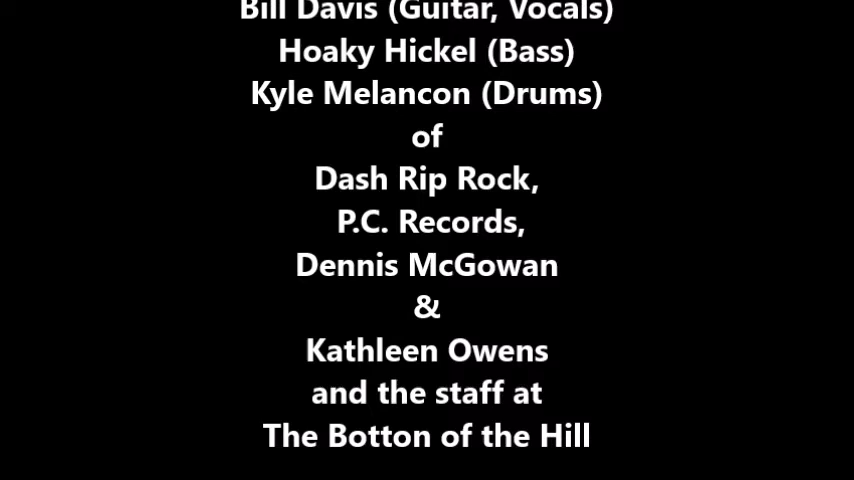 Bill Davis (Guitar, Vocals)
Hoaky Hickel (Bass)
Kyle Melancon (Drums)
of
Dash Rip Rock,
P.C. Records,
Dennis McGowan
&
Kathleen Owens
and the staff at
The Botton of the Hill